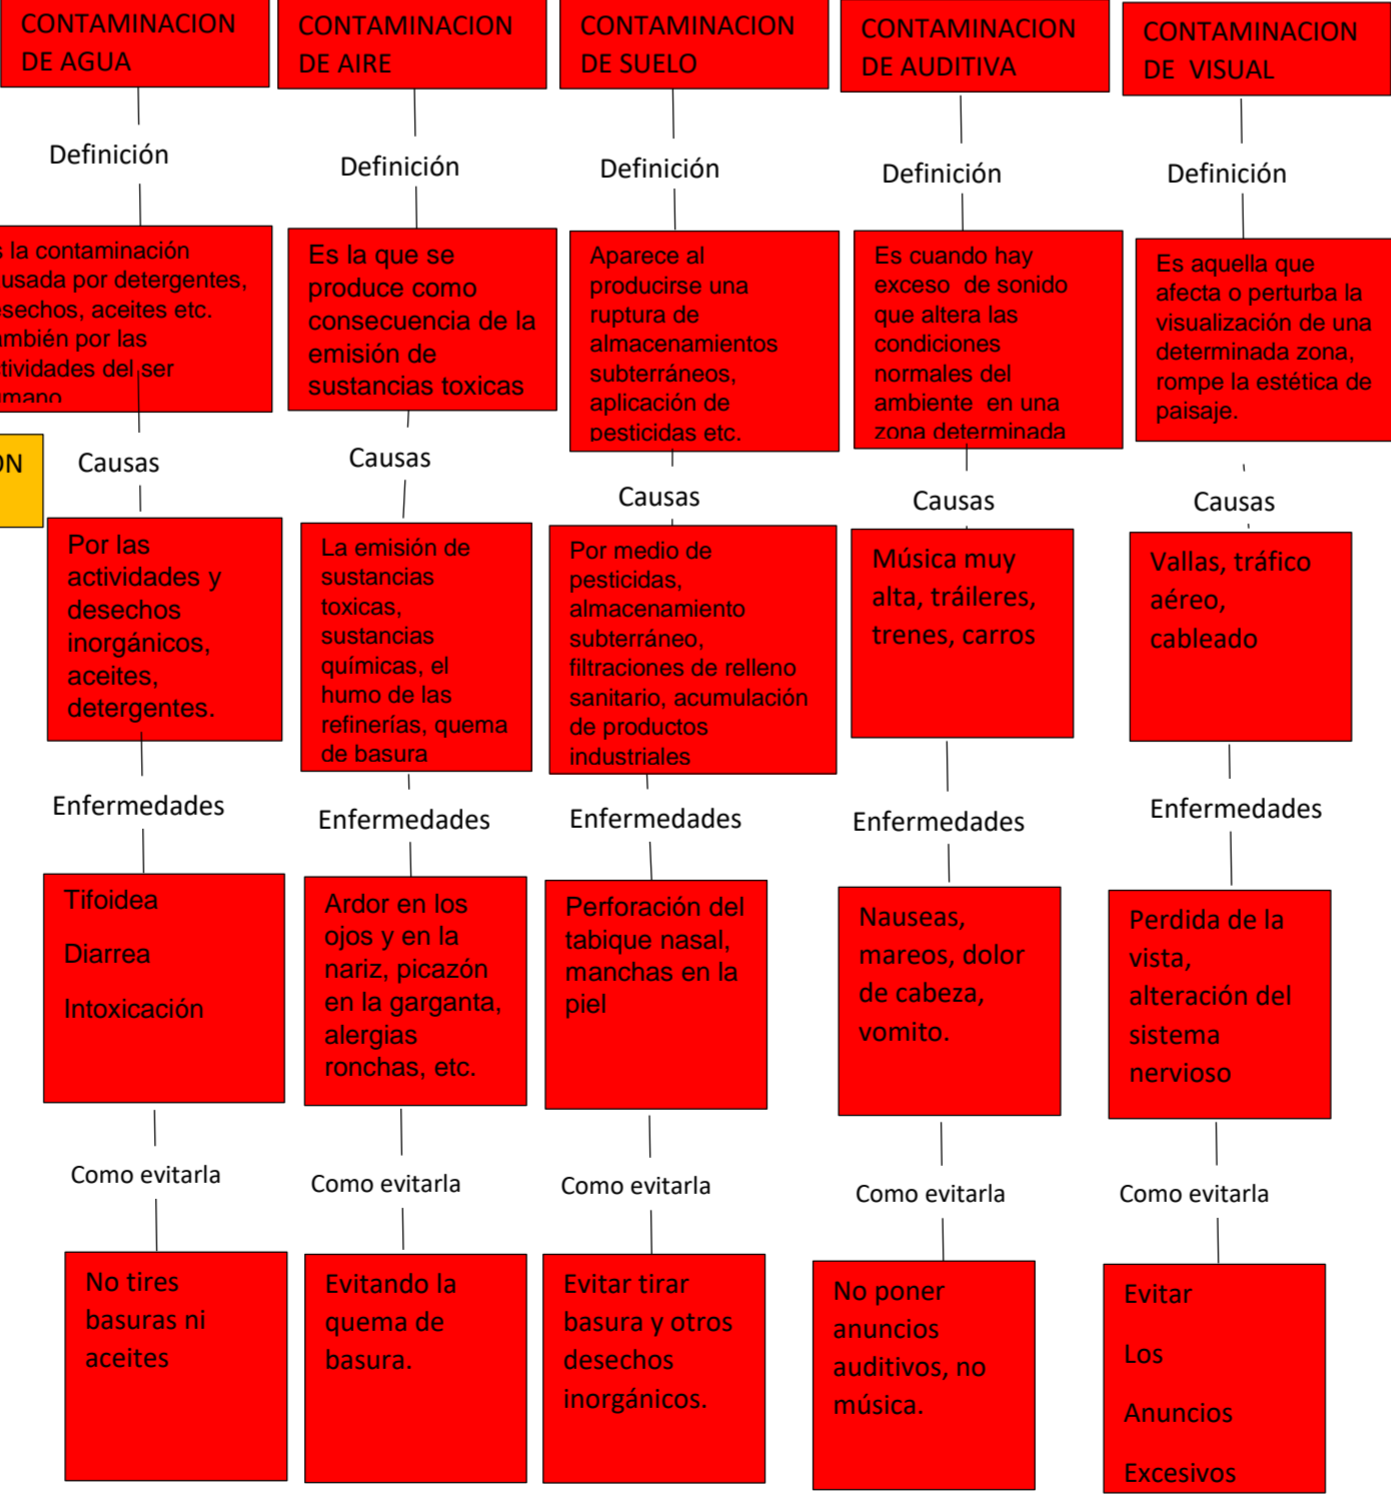 CONTAMINACION
DE AGUA
CONTAMINACION
DE AIRE
CONTAMINACION
DE SUELO
CONTAMINACION
DE AUDITIVA
CONTAMINACION
DE VISUAL
Definición
Definición
Definición
Definición
Definición
s la contaminación
usada por detergentes,
sechos, aceites etc.
mbién por las
tividades del ser
mano
Es la que se
produce como
consecuencia de la
emisión de
sustancias toxicas
Aparece al
producirse una
ruptura de
almacenamientos
subterráneos,
aplicación de
pesticidas etc.
Es cuando hay
exceso de sonido
que altera las
condiciones
normales del
ambiente en una
zona determinada
Es aquella que
afecta o perturba la
visualización de una
determinada zona,
rompe la estética de
paisaje.
ON
Causas
Causas
Causas
Causas
Causas
Por las
actividades y
desechos
inorgánicos,
aceites,
detergentes.
La emisión de
sustancias
toxicas,
sustancias
químicas, el
humo de las
refinerías, quema
de basura
Por medio de
pesticidas,
almacenamiento
subterráneo,
filtraciones de relleno
sanitario, acumulación
de productos
industriales
Música muy
alta, tráileres,
trenes, carros
Vallas, tráfico
aéreo,
cableado
Enfermedades
Enfermedades
Enfermedades
Enfermedades
Enfermedades
Tifoidea
Diarrea
Intoxicación
Ardor en los
ojos y en la
nariz, picazón
en la garganta,
alergias
ronchas, etc.
Perforación del
tabique nasal,
manchas en la
piel
Nauseas,
mareos, dolor
de cabeza,
vomito.
Perdida de la
vista,
alteración del
sistema
nervioso
Como evitarla
Como evitarla
Como evitarla
Como evitarla
Como evitarla
No tires
basuras ni
aceites
Evitando la
quema de
basura.
Evitar tirar
basura y otros
desechos
inorgánicos.
No poner
anuncios
auditivos, no
música.
Evitar
Los
Anuncios
Excesivos